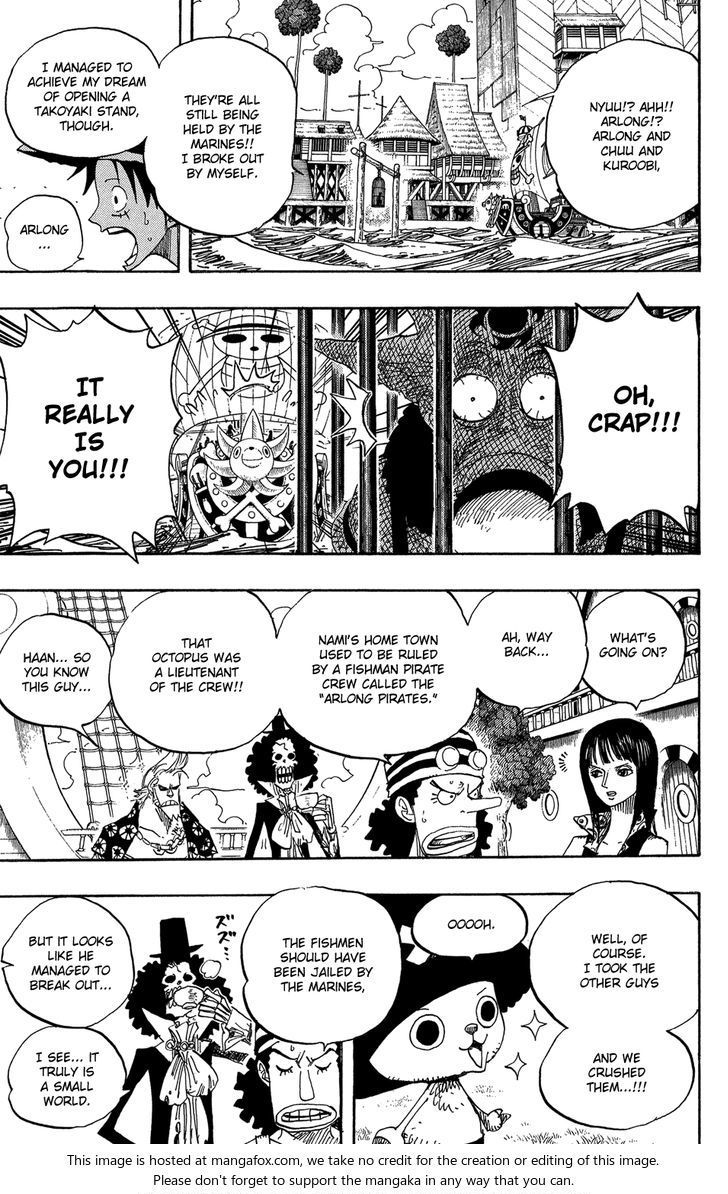 NYUU!? AHH!!
ARLONG!?
ARLONG AND
CHUU AND
KUROOBI,
THEY'RE ALL
STILL BEING
HELD BY THE
MARINES!!
I BROKE OUT
BY MYSELF.
I MANAGED TO
ACHIEVE MY DREAM
OF OPENING A
TAKOYAKI STAND,
THOUGH.
ARLONG
...
OH,
CRAP!!!
IT
REALLY
IS
YOU!!!
WHAT'S
GOING ON?
AH, WAY
BACK...
NAMI'S HOME TOWN
USED TO BE RULED
BY A FISHMAN PIRATE
CREW CALLED THE
"ARLONG PIRATES."
THAT
OCTOPUS WAS
A LIEUTENANT
OF THE CREW!!
HAAN... SO
YOU KNOW
THIS GUY...
WELL, OF
COURSE.
I TOOK THE
OTHER GUYS
AND WE
CRUSHED
THEM...!!!
OOOOH.
THE FISHMEN
SHOULD HAVE
BEEN JAILED BY
THE MARINES,
ズズ...
BUT IT LOOKS
LIKE HE
MANAGED TO
BREAK OUT...
I SEE... IT
TRULY IS
A SMALL
WORLD.
This image is hosted at mangafox.com, we take no credit for the creation or editing of this image.
Please don't forget to support the mangaka in any way that you can.